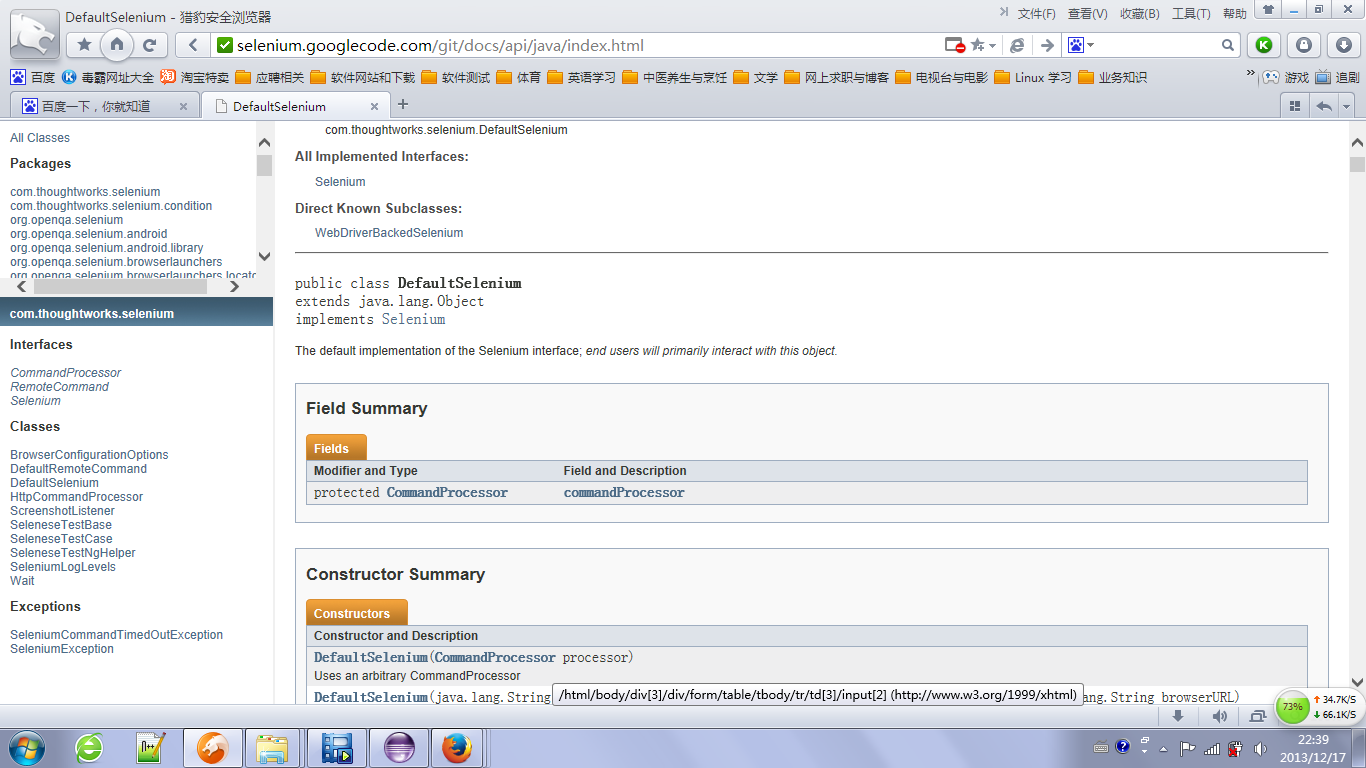 DefaultSelenium - 猎豹安全浏览器
文件(F) 查看(V) 收藏(B) 工具(T) 帮助
selenium.googlecode.com/git/docs/api/java/index.html
百度 毒霸网址大全 淘宝特卖 应聘相关 软件网站和下载 软件测试 体育 英语学习 中医养生与烹饪 文学 网上求职与博客 电视台与电影 Linux 学习 业务知识 » 游戏 追剧
百度一下，你就知道 × DefaultSelenium × +
All Classes
Packages
com.thoughtworks.selenium
com.thoughtworks.selenium.condition
org.openqa.selenium
org.openqa.selenium.android
org.openqa.selenium.android.library
org.openqa.selenium.browserlaunchers
org.openqa.selenium.browserlaunchers.locato
com.thoughtworks.selenium
Interfaces
CommandProcessor
RemoteCommand
Selenium
Classes
BrowserConfigurationOptions
DefaultRemoteCommand
DefaultSelenium
HttpCommandProcessor
ScreenshotListener
SeleneseTestBase
SeleneseTestCase
SeleneseTestNgHelper
SeleniumLogLevels
Wait
Exceptions
SeleniumCommandTimedOutException
SeleniumException
com.thoughtworks.selenium.DefaultSelenium
All Implemented Interfaces:
Selenium
Direct Known Subclasses:
WebDriverBackedSelenium
public class DefaultSelenium
extends java.lang.Object
implements Selenium
The default implementation of the Selenium interface; end users will primarily interact with this object.
Field Summary
Fields
Modifier and Type Field and Description
protected CommandProcessor commandProcessor
Constructor Summary
Constructors
Constructor and Description
DefaultSelenium(CommandProcessor processor)
Uses an arbitrary CommandProcessor
DefaultSelenium(java.lang.String ang.String browserURL)
/html/body/div[3]/div/form/table/tbody/tr/td[3]/input[2] (http://www.w3.org/1999/xhtml)
73% 34.7K/S
66.1K/S
22:39
2013/12/17